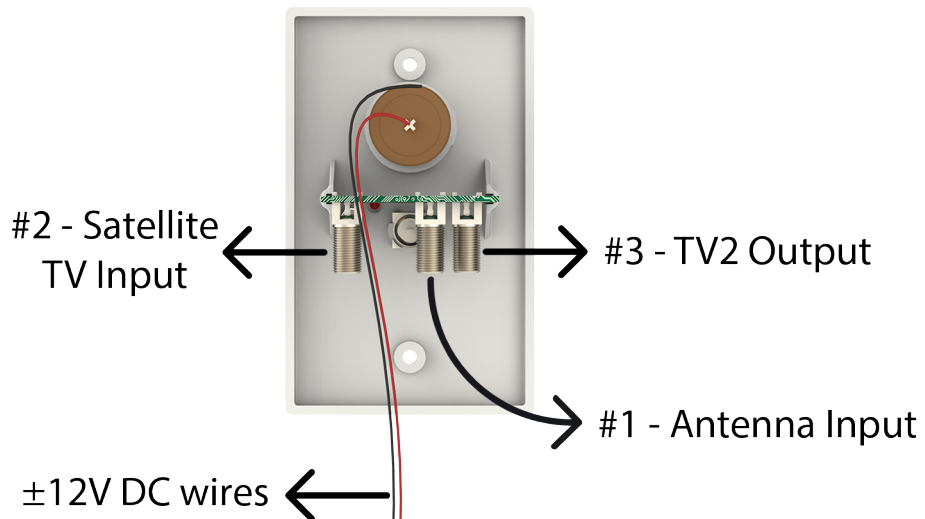 #2 - Satellite
TV Input
#3 - TV2 Output
#1 - Antenna Input
±12V DC wires